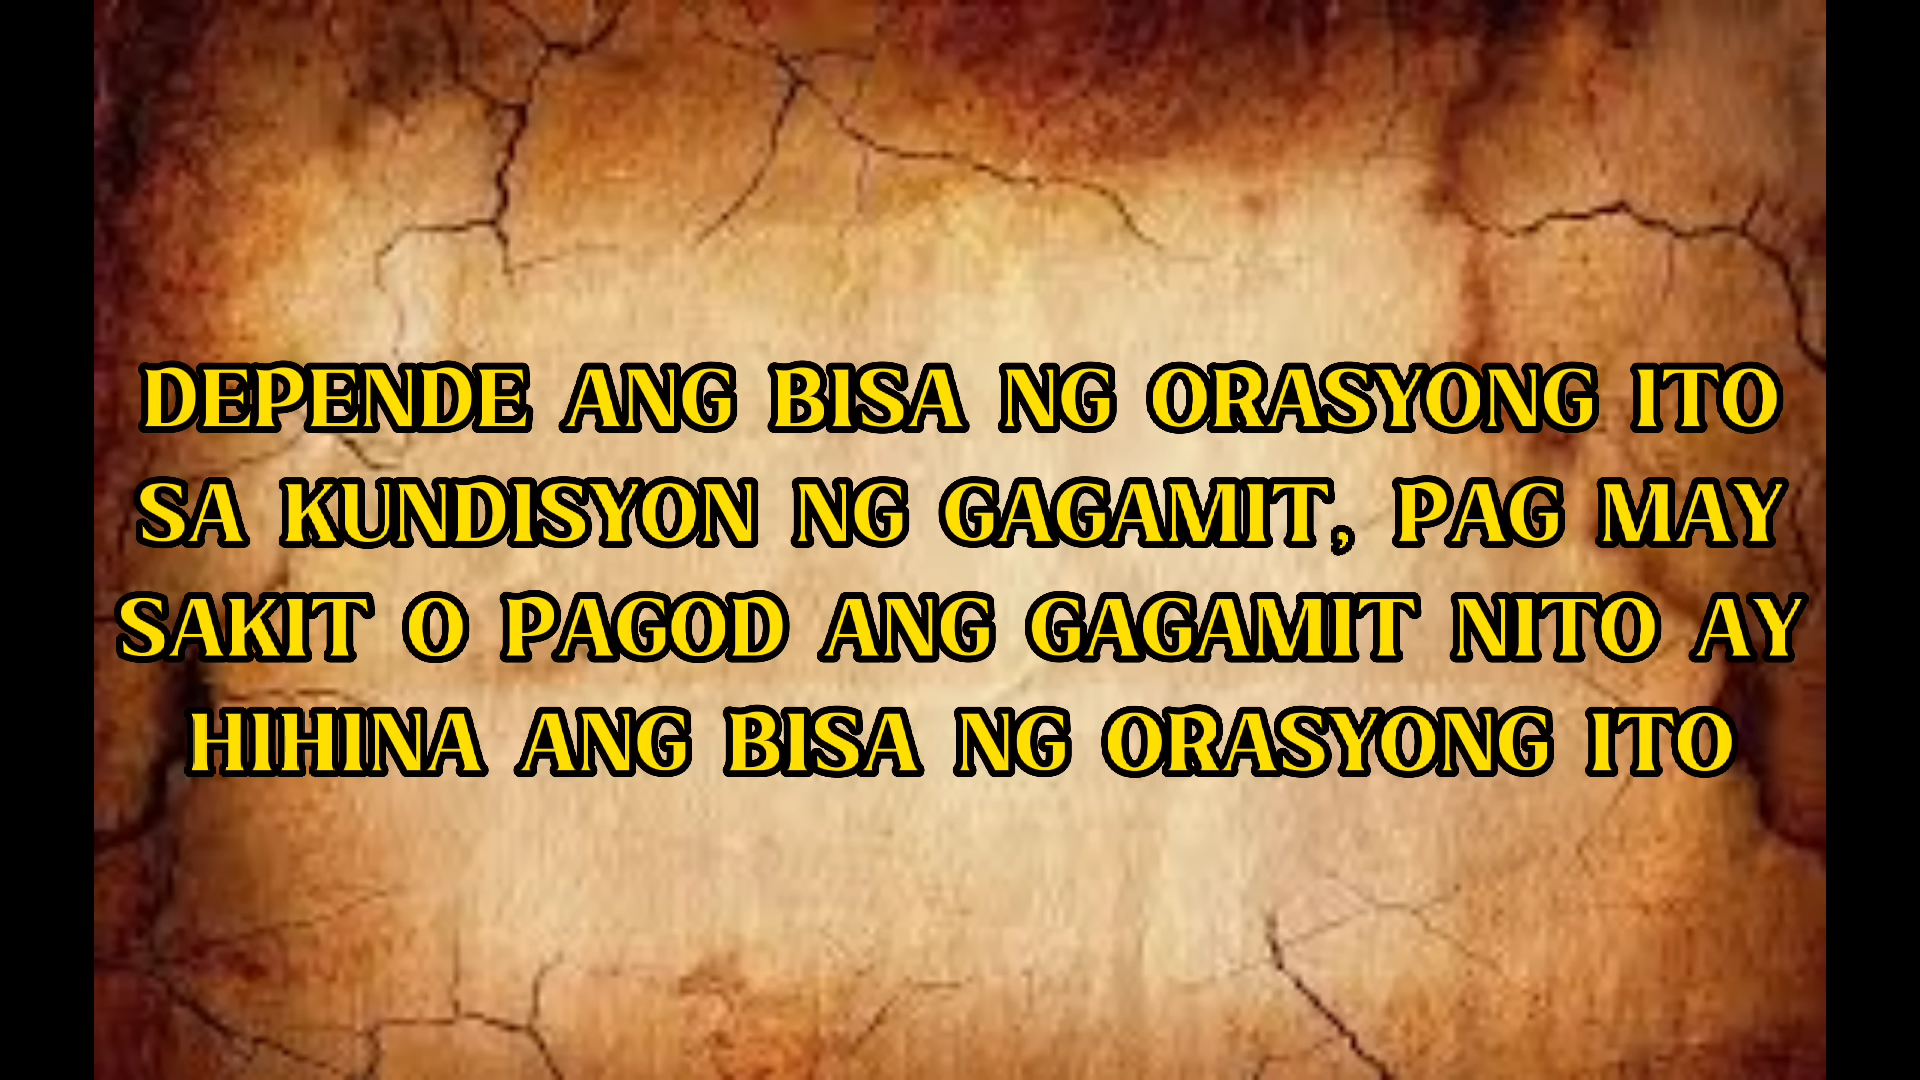 DEPENDE ANG BISA NG ORASYONG ITO
SA KUNDISYON NG GAGAMIT, PAG MAY
SAKIT O PAGOD ANG GAGAMIT NITO AY
HIHINA ANG BISA NG ORASYONG ITO